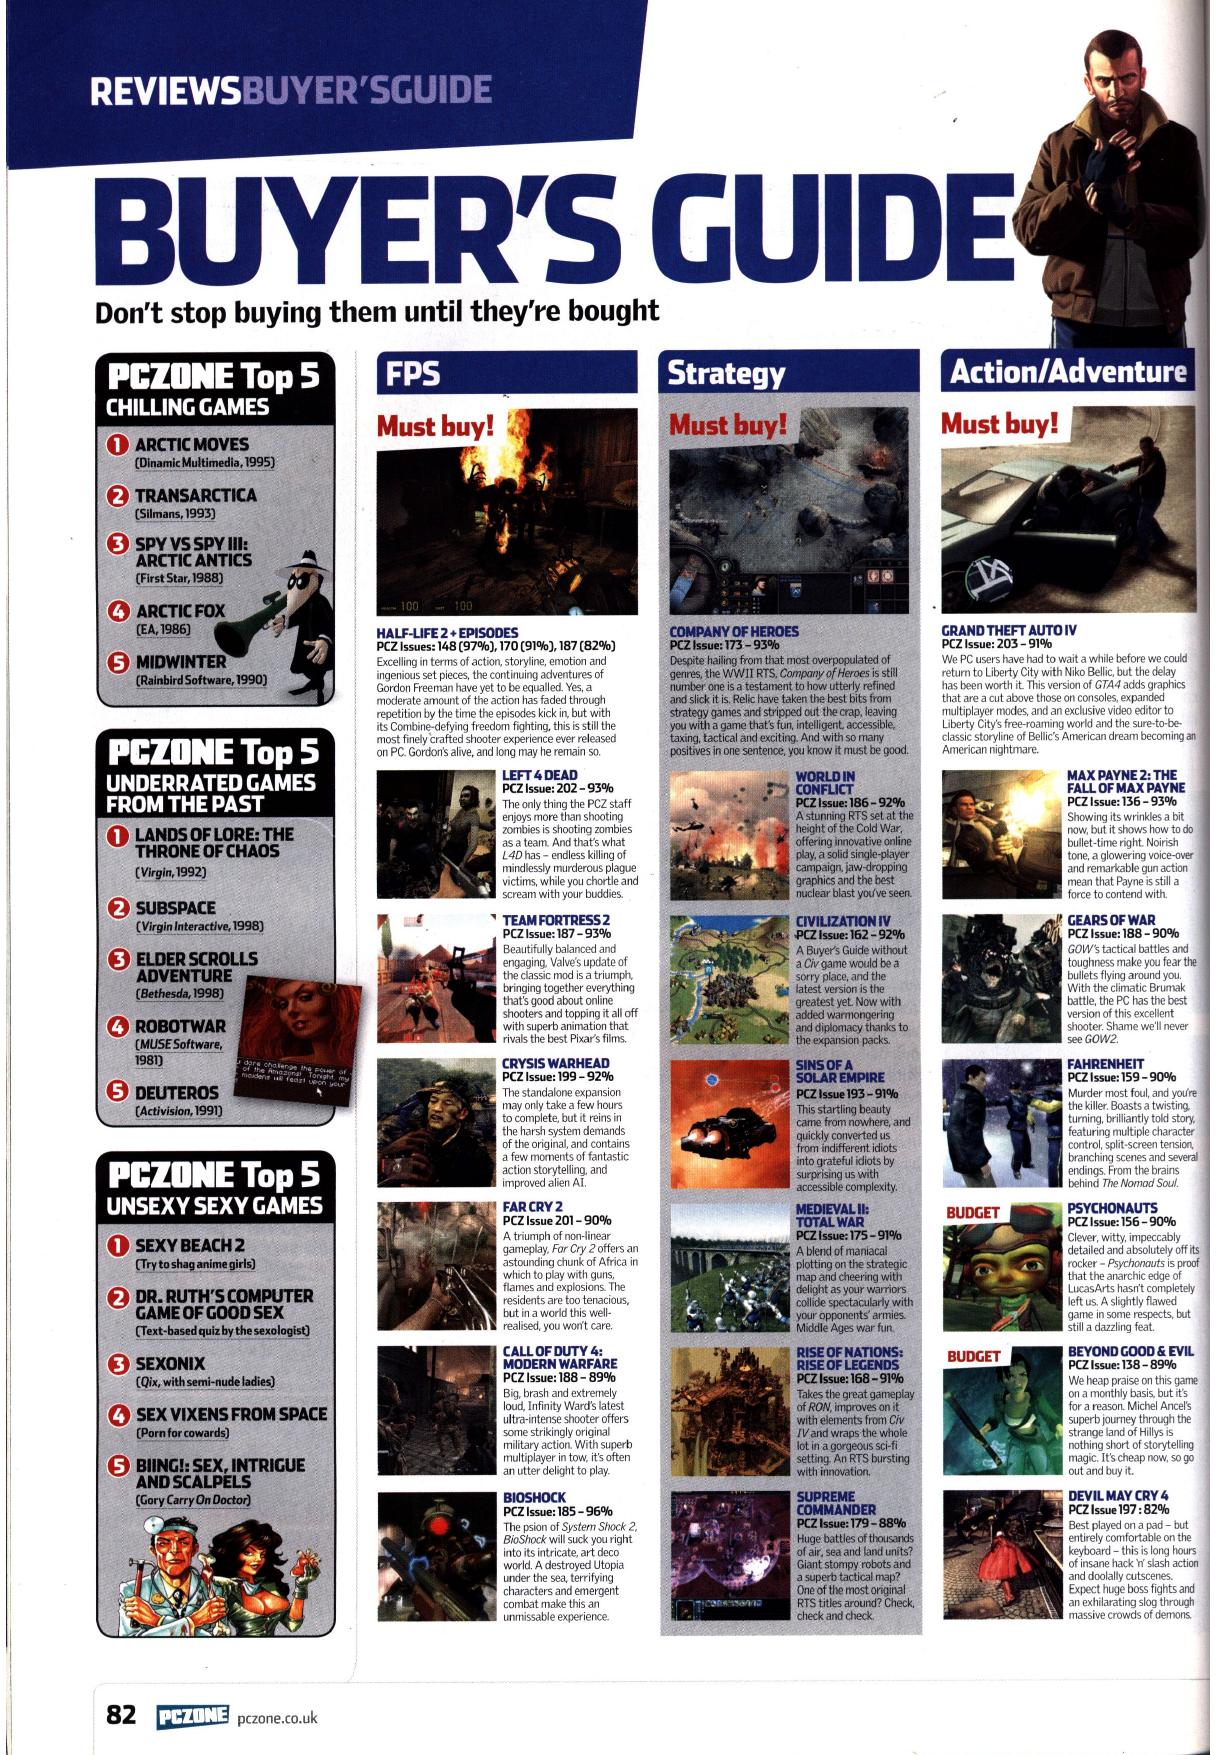 REVIEWSBUYER'SGUIDE
BUYER'S GUIDE
Don't stop buying them until they're bought
PCZONE Top 5
CHILLING GAMES
1 ARCTIC MOVES
(Dinamic Multimedia, 1995)
2 TRANSARCTICA
(Silmans, 1993)
3 SPY VS SPY III:
ARCTIC ANTICS
(First Star, 1988)
4 ARCTIC FOX
(EA, 1986)
5 MIDWINTER
(Rainbird Software, 1990)
PCZONE Top 5
UNDERRATED GAMES
FROM THE PAST
1 LANDS OF LORE: THE
THRONE OF CHAOS
(Virgin, 1992)
2 SUBSPACE
(Virgin Interactive, 1998)
3 ELDER SCROLLS
ADVENTURE
(Bethesda, 1998)
4 ROBOTWAR
(MUSE Software,
1981)
5 DEUTEROS
(Activision, 1991)
dare challenge the power of
of the Amazons! Tonight, my
maidens will feast upon your
PCZONE Top 5
UNSEXY SEXY GAMES
1 SEXY BEACH 2
(Try to shag anime girls)
2 DR. RUTH'S COMPUTER
GAME OF GOOD SEX
(Text-based quiz by the sexologist)
3 SEXONIX
(Qix, with semi-nude ladies)
4 SEX VIXENS FROM SPACE
(Porn for cowards)
5 BIING!: SEX, INTRIGUE
AND SCALPELS
(Gory Carry On Doctor)
FPS
Must buy!
100 100
HALF-LIFE 2 + EPISODES
PCZ Issues: 148 (97%), 170 (91%), 187 (82%)
Excelling in terms of action, storyline, emotion and
ingenious set pieces, the continuing adventures of
Gordon Freeman have yet to be equalled. Yes, a
moderate amount of the action has faded through
repetition by the time the episodes kick in, but with
its Combine-defying freedom fighting, this is still the
most finely crafted shooter experience ever released
on PC. Gordon's alive, and long may he remain so.
LEFT 4 DEAD
PCZ Issue: 202 – 93%
The only thing the PCZ staff
enjoys more than shooting
zombies is shooting zombies
as a team. And that's what
L4D has – endless killing of
mindlessly murderous plague
victims, while you chortle and
scream with your buddies.
TEAM FORTRESS 2
PCZ Issue: 187 – 93%
Beautifully balanced and
engaging, Valve's update of
the classic mod is a triumph,
bringing together everything
that's good about online
shooters and topping it all off
with superb animation that
rivals the best Pixar's films.
CRYSIS WARHEAD
PCZ Issue: 199 – 92%
The standalone expansion
may only take a few hours
to complete, but it reins in
the harsh system demands
of the original, and contains
a few moments of fantastic
action storytelling, and
improved alien AI.
FAR CRY 2
PCZ Issue 201 – 90%
A triumph of non-linear
gameplay, Far Cry 2 offers an
astounding chunk of Africa in
which to play with guns,
flames and explosions. The
residents are too tenacious,
but in a world this well-
realised, you won't care.
CALL OF DUTY 4:
MODERN WARFARE
PCZ Issue: 188 – 89%
Big, brash and extremely
loud, Infinity Ward's latest
ultra-intense shooter offers
some strikingly original
military action. With superb
multiplayer in tow, it's often
an utter delight to play.
BIOSHOCK
PCZ Issue: 185 – 96%
The psion of System Shock 2,
BioShock will suck you right
into its intricate, art deco
world. A destroyed Utopia
under the sea, terrifying
characters and emergent
combat make this an
unmissable experience.
Strategy
Must buy!
COMPANY OF HEROES
PCZ Issue: 173 – 93%
Despite hailing from that most overpopulated of
genres, the WWII RTS, Company of Heroes is still
number one is a testament to how utterly refined
and slick it is. Relic have taken the best bits from
strategy games and stripped out the crap, leaving
you with a game that's fun, intelligent, accessible,
taxing, tactical and exciting. And with so many
positives in one sentence, you know it must be good.
WORLD IN
CONFLICT
PCZ Issue: 186 – 92%
A stunning RTS set at the
height of the Cold War,
offering innovative online
play, a solid single-player
campaign, jaw-dropping
graphics and the best
nuclear blast you've seen.
CIVILIZATION IV
PCZ Issue: 162 – 92%
A Buyer's Guide without
a Civ game would be a
sorry place, and the
latest version is the
greatest yet. Now with
added warmongering
and diplomacy thanks to
the expansion packs.
SINS OF A
SOLAR EMPIRE
PCZ Issue 193 – 91%
This startling beauty
came from nowhere, and
quickly converted us
from indifferent idiots
into grateful idiots by
surprising us with
accessible complexity.
MEDIEVAL II:
TOTAL WAR
PCZ Issue: 175 – 91%
A blend of maniacal
plotting on the strategic
map and cheering with
delight as your warriors
collide spectacularly with
your opponents' armies.
Middle Ages war fun.
RISE OF NATIONS:
RISE OF LEGENDS
PCZ Issue: 168 – 91%
Takes the great gameplay
of RON, improves on it
with elements from Civ
IV and wraps the whole
lot in a gorgeous sci-fi
setting. An RTS bursting
with innovation.
SUPREME
COMMANDER
PCZ Issue: 179 – 88%
Huge battles of thousands
of air, sea and land units?
Giant stompy robots and
a superb tactical map?
One of the most original
RTS titles around? Check,
check and check.
Action/Adventure
Must buy!
GRAND THEFT AUTO IV
PCZ Issue: 203 – 91%
We PC users have had to wait a while before we could
return to Liberty City with Niko Bellic, but the delay
has been worth it. This version of GTA4 adds graphics
that are a cut above those on consoles, expanded
multiplayer modes, and an exclusive video editor to
Liberty City's free-roaming world and the sure-to-be-
classic storyline of Bellic's American dream becoming an
American nightmare.
MAX PAYNE 2: THE
FALL OF MAX PAYNE
PCZ Issue: 136 – 93%
Showing its wrinkles a bit
now, but it shows how to do
bullet-time right. Noirish
tone, a glowering voice-over
and remarkable gun action
mean that Payne is still a
force to contend with.
GEARS OF WAR
PCZ Issue: 188 – 90%
GOW's tactical battles and
toughness make you fear the
bullets flying around you.
With the climatic Brumak
battle, the PC has the best
version of this excellent
shooter. Shame we'll never
see GOW2.
FAHRENHEIT
PCZ Issue: 159 – 90%
Murder most foul, and you're
the killer. Boasts a twisting,
turning, brilliantly told story,
featuring multiple character
control, split-screen tension,
branching scenes and several
endings. From the brains
behind The Nomad Soul.
BUDGET
PSYCHONAUTS
PCZ Issue: 156 – 90%
Clever, witty, impeccably
detailed and absolutely off its
rocker – Psychonauts is proof
that the anarchic edge of
LucasArts hasn't completely
left us. A slightly flawed
game in some respects, but
still a dazzling feat.
BUDGET
BEYOND GOOD & EVIL
PCZ Issue: 138 – 89%
We heap praise on this game
on a monthly basis, but it's
for a reason. Michel Ancel's
superb journey through the
strange land of Hillys is
nothing short of storytelling
magic. It's cheap now, so go
out and buy it.
DEVIL MAY CRY 4
PCZ Issue 197 : 82%
Best played on a pad – but
entirely comfortable on the
keyboard – this is long hours
of insane hack 'n' slash action
and doolally cutscenes.
Expect huge boss fights and
an exhilarating slog through
massive crowds of demons.
82 PCZONE pczone.co.uk